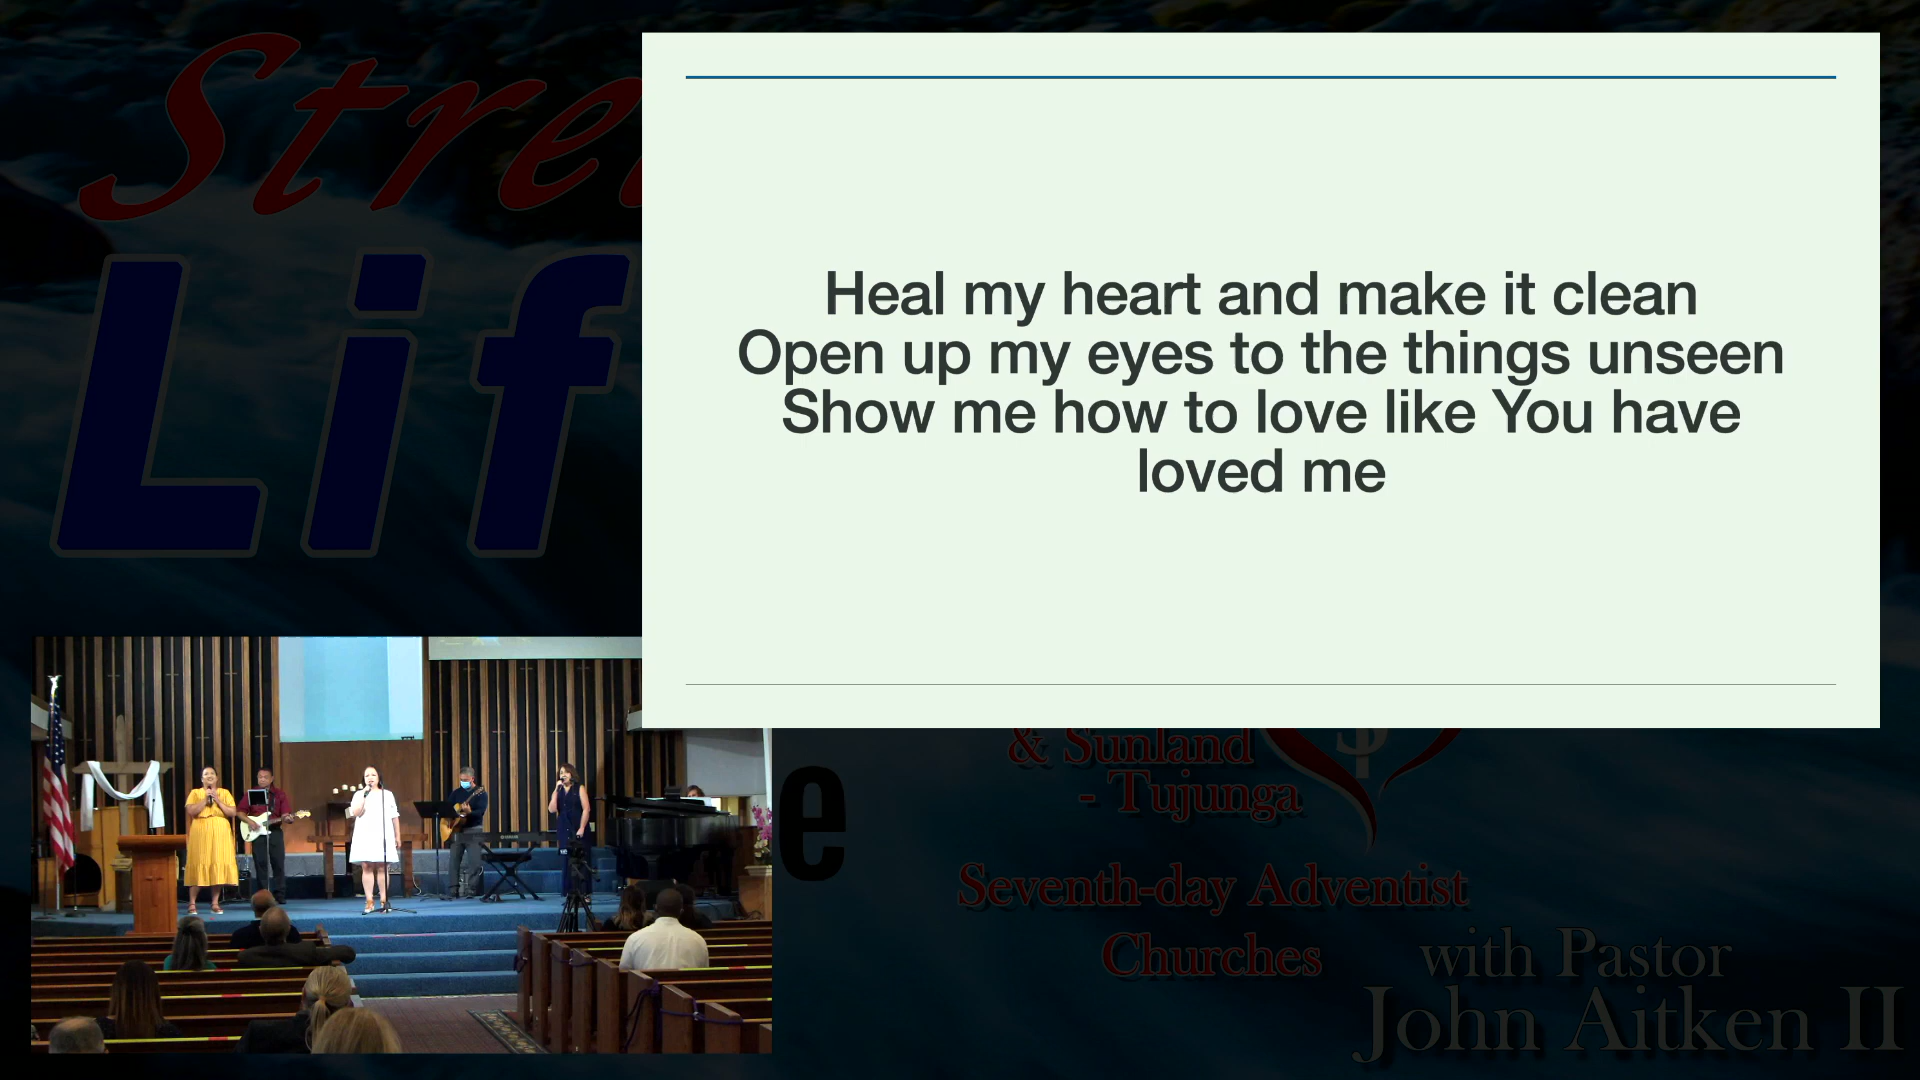 Heal my heart and make it clean
Open up my eyes to the things unseen
Show me how to love like You have
loved me
& Sunland
- Tujunga
Seventh-day Adventist
Churches
with Pastor
John Aitken II